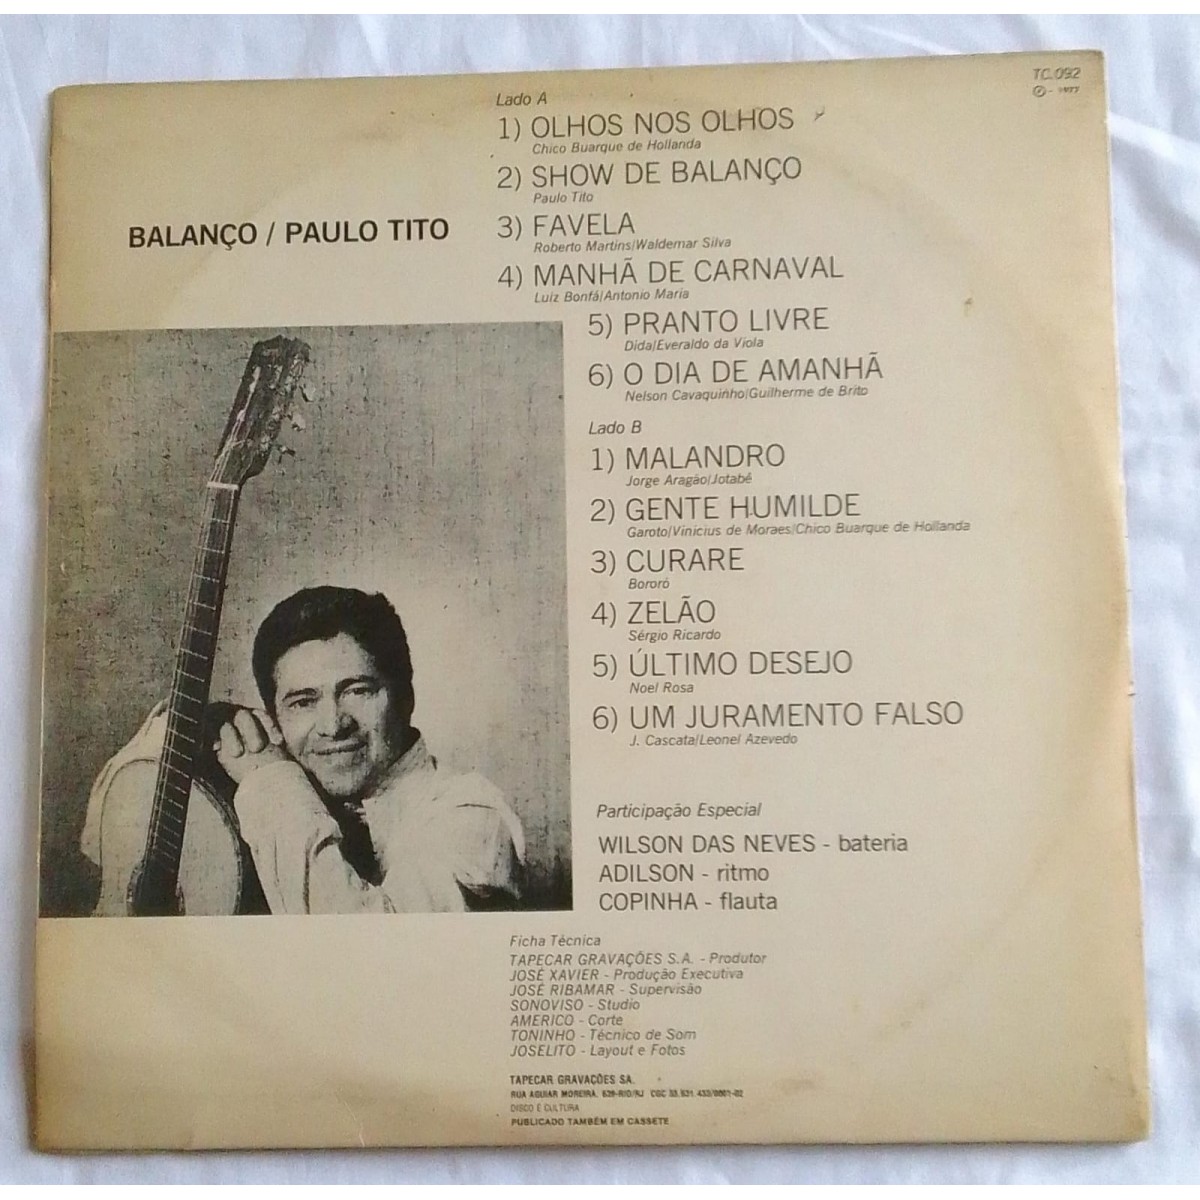 TC.092
℗ - 1977
BALANÇO / PAULO TITO
Lado A
1) OLHOS NOS OLHOS
Chico Buarque de Hollanda
2) SHOW DE BALANÇO
Paulo Tito
3) FAVELA
Roberto Martins/Waldemar Silva
4) MANHÃ DE CARNAVAL
Luiz Bonfá/Antonio Maria
5) PRANTO LIVRE
Dida/Everaldo da Viola
6) O DIA DE AMANHÃ
Nelson Cavaquinho/Guilherme de Brito
Lado B
1) MALANDRO
Jorge Aragão/Jotabê
2) GENTE HUMILDE
Garoto/Vinicius de Moraes/Chico Buarque de Hollanda
3) CURARE
Bororó
4) ZELÃO
Sérgio Ricardo
5) ÚLTIMO DESEJO
Noel Rosa
6) UM JURAMENTO FALSO
J. Cascata/Leonel Azevedo
Participação Especial
WILSON DAS NEVES - bateria
ADILSON - ritmo
COPINHA - flauta
Ficha Técnica
TAPECAR GRAVAÇÕES S.A. - Produtor
JOSÉ XAVIER - Produção Executiva
JOSÉ RIBAMAR - Supervisão
SONOVISO - Studio
AMERICO - Corte
TONINHO - Técnico de Som
JOSELITO - Layout e Fotos
TAPECAR GRAVAÇÕES SA.
RUA AGUIAR MOREIRA, RIO/RJ CGC
DISCO É CULTURA
PUBLICADO TAMBÉM EM CASSETE